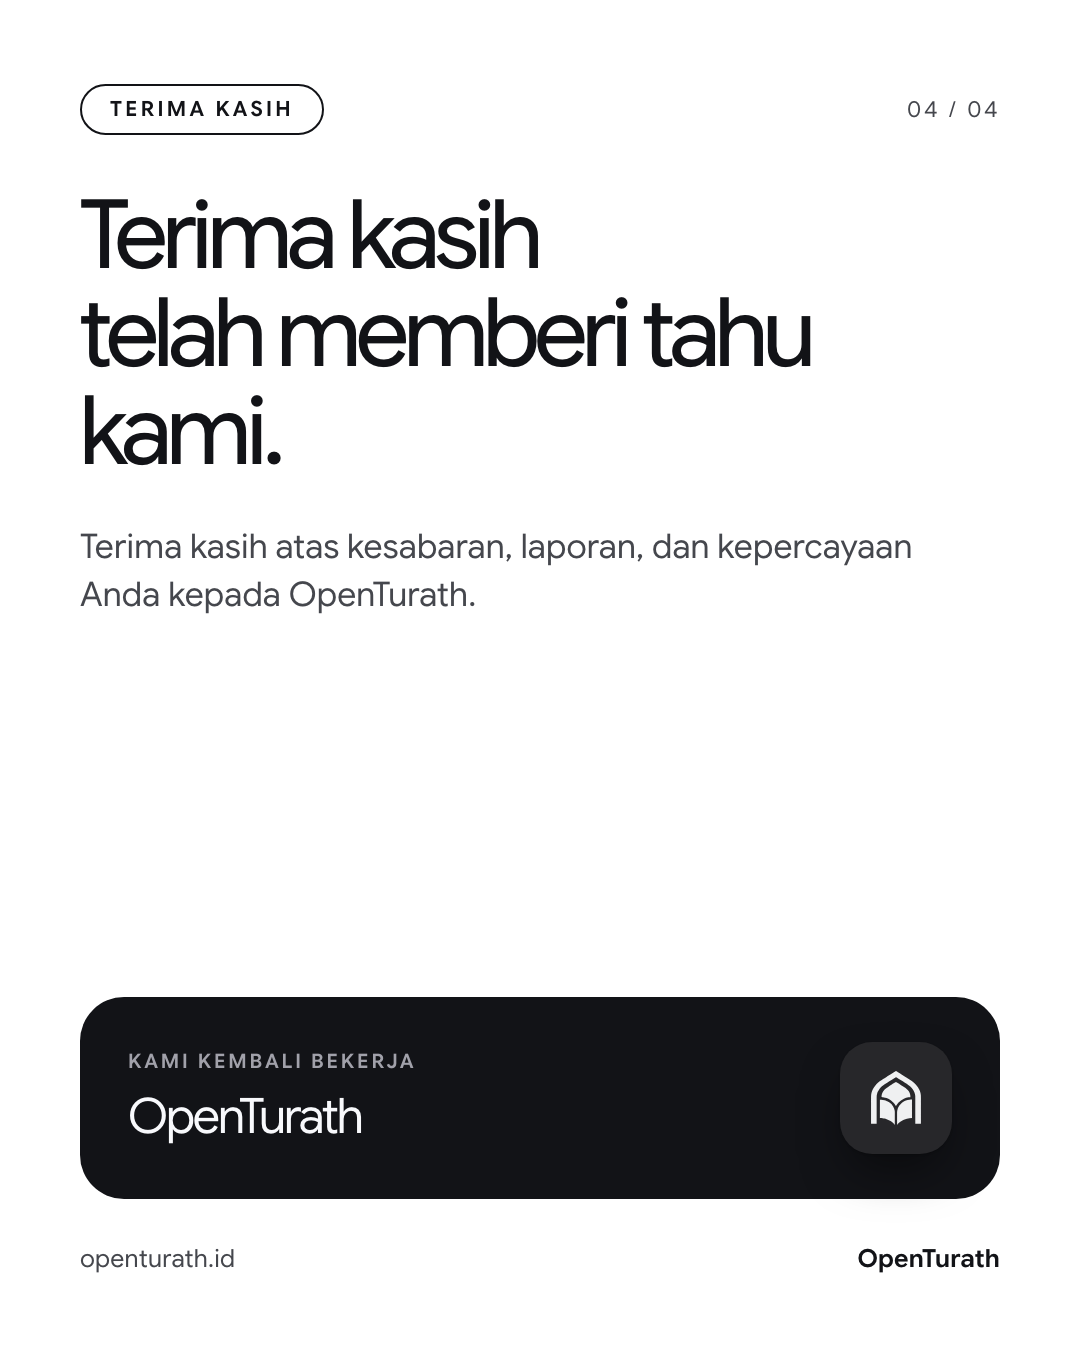 TERIMA KASIH
04 / 04
Terima kasih
telah memberi tahu
kami.
Terima kasih atas kesabaran, laporan, dan kepercayaan
Anda kepada OpenTurath.
KAMI KEMBALI BEKERJA
OpenTurath
openturath.id
OpenTurath